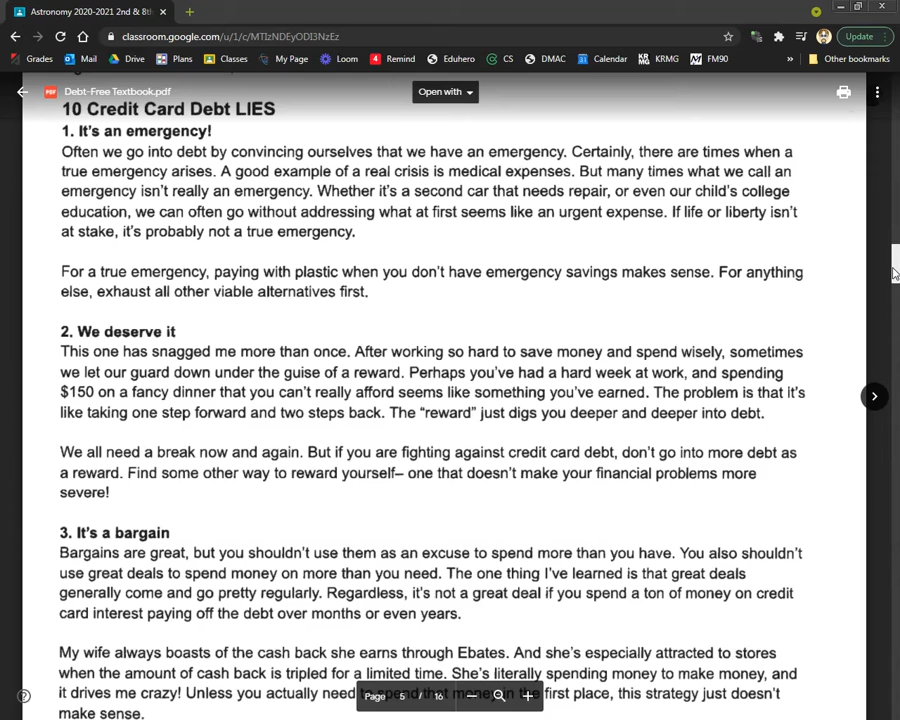 Astronomy 2020-2021 2nd & 8th
classroom.google.com/u/1/c/MTIzNDEyODI3NzEz
Update
Grades Mail Drive Plans Classes My Page Loom Remind Eduhero CS DMAC Calendar KRMG FM90 » Other bookmarks
PDF Debt-Free Textbook.pdf Open with
10 Credit Card Debt LIES
1. It's an emergency!
Often we go into debt by convincing ourselves that we have an emergency. Certainly, there are times when a
true emergency arises. A good example of a real crisis is medical expenses. But many times what we call an
emergency isn't really an emergency. Whether it's a second car that needs repair, or even our child's college
education, we can often go without addressing what at first seems like an urgent expense. If life or liberty isn't
at stake, it's probably not a true emergency.
For a true emergency, paying with plastic when you don't have emergency savings makes sense. For anything
else, exhaust all other viable alternatives first.
2. We deserve it
This one has snagged me more than once. After working so hard to save money and spend wisely, sometimes
we let our guard down under the guise of a reward. Perhaps you've had a hard week at work, and spending
$150 on a fancy dinner that you can't really afford seems like something you've earned. The problem is that it's
like taking one step forward and two steps back. The “reward” just digs you deeper and deeper into debt.
We all need a break now and again. But if you are fighting against credit card debt, don't go into more debt as
a reward. Find some other way to reward yourself– one that doesn't make your financial problems more
severe!
3. It's a bargain
Bargains are great, but you shouldn't use them as an excuse to spend more than you have. You also shouldn't
use great deals to spend money on more than you need. The one thing I've learned is that great deals
generally come and go pretty regularly. Regardless, it's not a great deal if you spend a ton of money on credit
card interest paying off the debt over months or even years.
My wife always boasts of the cash back she earns through Ebates. And she's especially attracted to stores
when the amount of cash back is tripled for a limited time. She's literally spending money to make money, and
it drives me crazy! Unless you actually need to spend that money in the first place, this strategy just doesn't
make sense.
Page 5 / 16